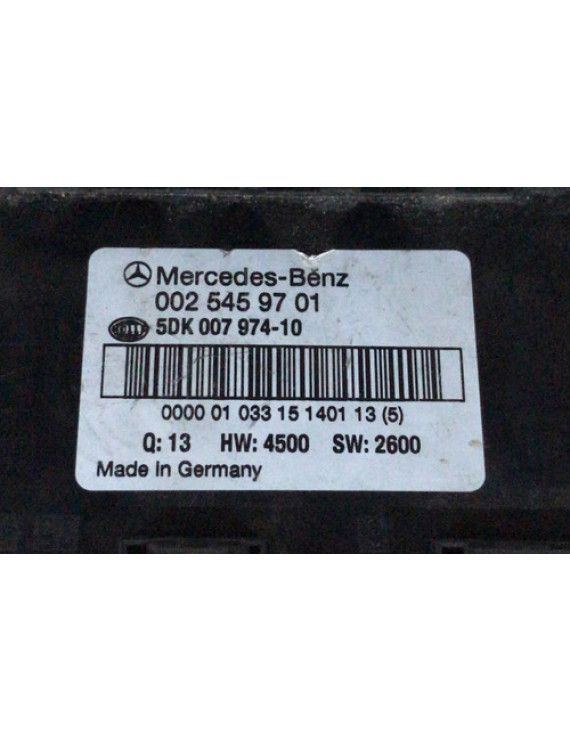 Mercedes-Benz
002 545 97 01
HELLA 5DK 007 974-10
0000 01 033 15 1401 13 (5)
Q: 13 HW: 4500 SW: 2600
Made in Germany